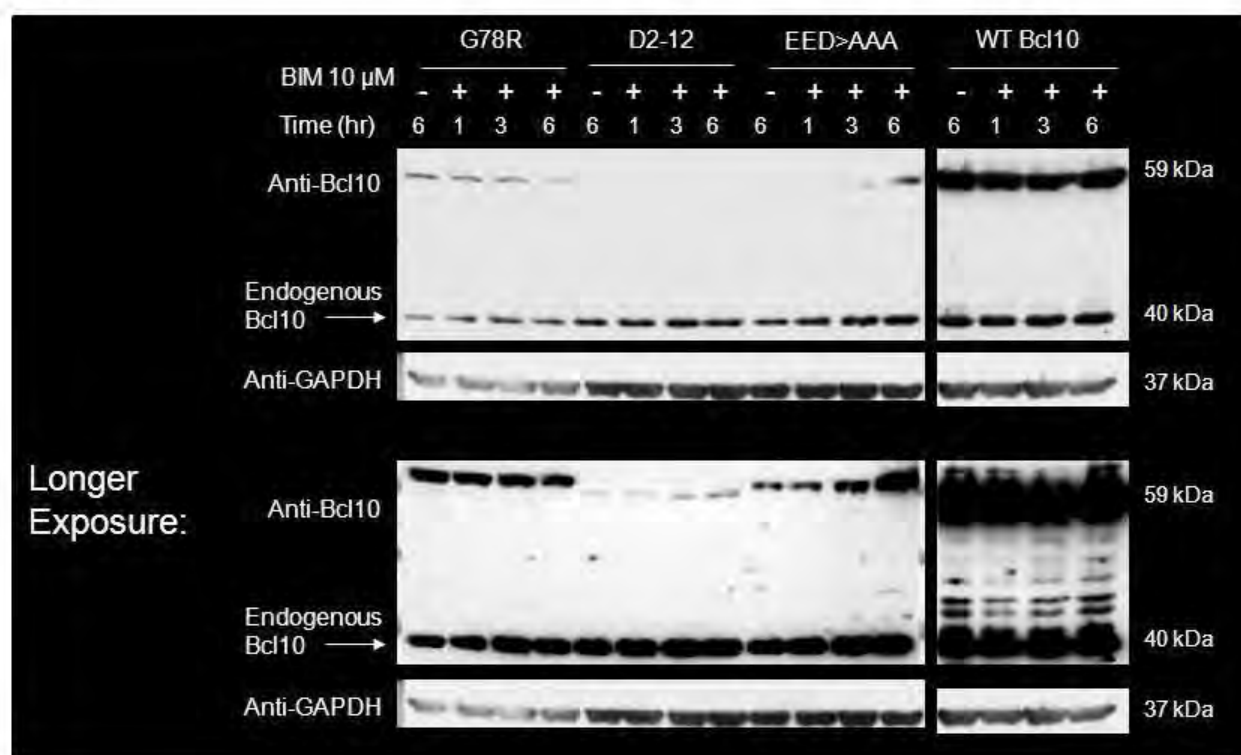 G78R D2-12 EED>AAA WT Bcl10
BIM 10 µM - + + + - + + + - + + + - + + +
Time (hr) 6 1 3 6 6 1 3 6 6 1 3 6 6 1 3 6
Anti-Bcl10 59 kDa
Endogenous
Bcl10 → 40 kDa
Anti-GAPDH 37 kDa
Longer
Exposure:
Anti-Bcl10 59 kDa
Endogenous
Bcl10 → 40 kDa
Anti-GAPDH 37 kDa